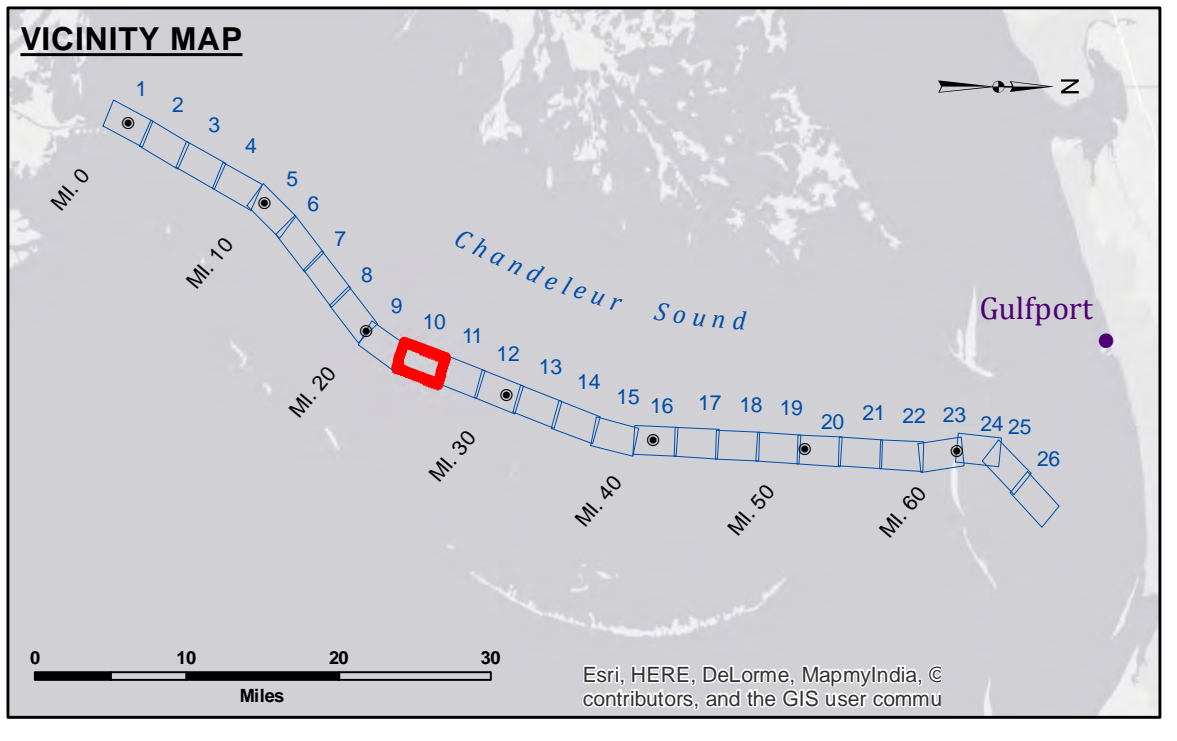 VICINITY MAP
N
1
2
3
4
5
6
7
8
9
10
11
12
13
14
15
16
17
18
19
20
21
22
23
24
25
26
MI. 0
MI. 10
MI. 20
MI. 30
MI. 40
MI. 50
MI. 60
Chandeleur Sound
Gulfport
0 10 20 30
Miles
Esri, HERE, DeLorme, MapmyIndia, ©
contributors, and the GIS user commu